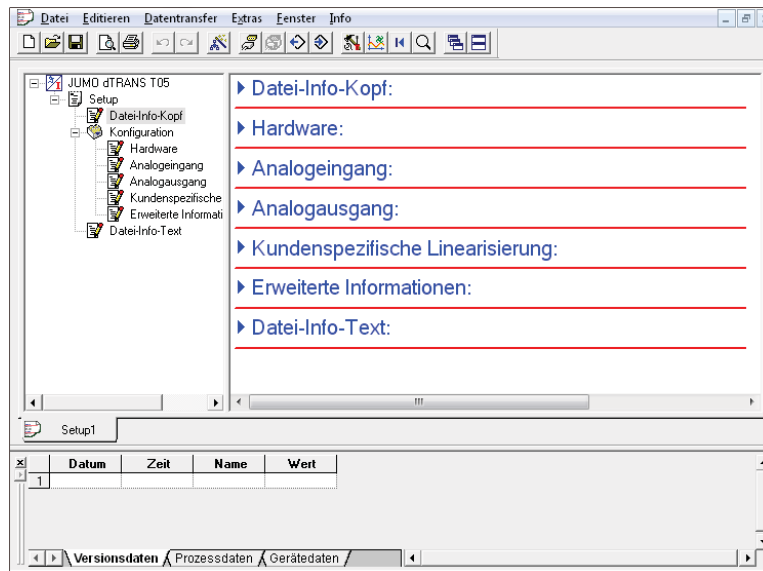 Datei Editieren Datentransfer Extras Fenster Info
JUMO dTRANS T05
Setup
Datei-Info-Kopf
Konfiguration
Hardware
Analogeingang
Analogausgang
Kundenspezifische
Erweiterte Informati
Datei-Info-Text
Datei-Info-Kopf:
Hardware:
Analogeingang:
Analogausgang:
Kundenspezifische Linearisierung:
Erweiterte Informationen:
Datei-Info-Text:
Setup1
Datum Zeit Name Wert
1
Versionsdaten Prozessdaten Gerätedaten